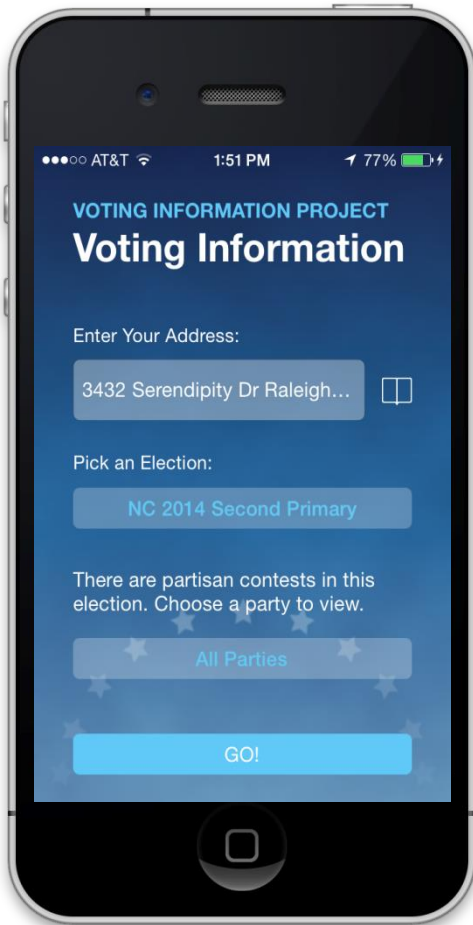 AT&T 1:51 PM 77%
VOTING INFORMATION PROJECT
Voting Information
Enter Your Address:
3432 Serendipity Dr Raleigh...
Pick an Election:
NC 2014 Second Primary
There are partisan contests in this
election. Choose a party to view.
All Parties
GO!